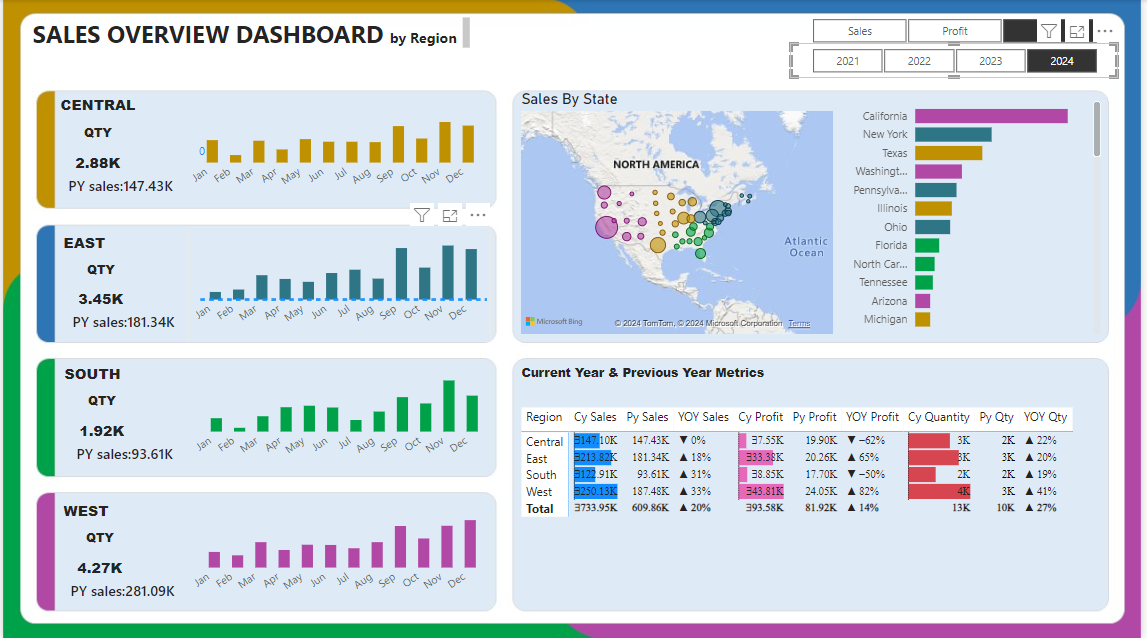 SALES OVERVIEW DASHBOARD by Region
Sales Profit
2021 2022 2023 2024
CENTRAL
QTY
2.88K
PY sales:147.43K
0
Jan Feb Mar Apr May Jun Jul Aug Sep Oct Nov Dec
EAST
QTY
3.45K
PY sales:181.34K
Jan Feb Mar Apr May Jun Jul Aug Sep Oct Nov Dec
SOUTH
QTY
1.92K
PY sales:93.61K
Jan Feb Mar Apr May Jun Jul Aug Sep Oct Nov Dec
WEST
QTY
4.27K
PY sales:281.09K
Jan Feb Mar Apr May Jun Jul Aug Sep Oct Nov Dec
Sales By State
NORTH AMERICA
Atlantic
Ocean
Microsoft Bing
© 2024 TomTom, © 2024 Microsoft Corporation Terms
California
New York
Texas
Washingt...
Pennsylva...
Illinois
Ohio
Florida
North Car...
Tennessee
Arizona
Michigan
Current Year & Previous Year Metrics
Region Cy Sales Py Sales YOY Sales Cy Profit Py Profit YOY Profit Cy Quantity Py Qty YOY Qty
Central ∃147.10K 147.43K ▼ 0% ∃7.55K 19.90K ▼ −62% 3K 2K ▲ 22%
East ∃213.82K 181.34K ▲ 18% ∃33.38K 20.26K ▲ 65% 3K 3K ▲ 20%
South ∃122.91K 93.61K ▲ 31% ∃8.85K 17.70K ▼ −50% 2K 2K ▲ 19%
West ∃250.13K 187.48K ▲ 33% ∃43.81K 24.05K ▲ 82% 4K 3K ▲ 41%
Total ∃733.95K 609.86K ▲ 20% ∃93.58K 81.92K ▲ 14% 13K 10K ▲ 27%